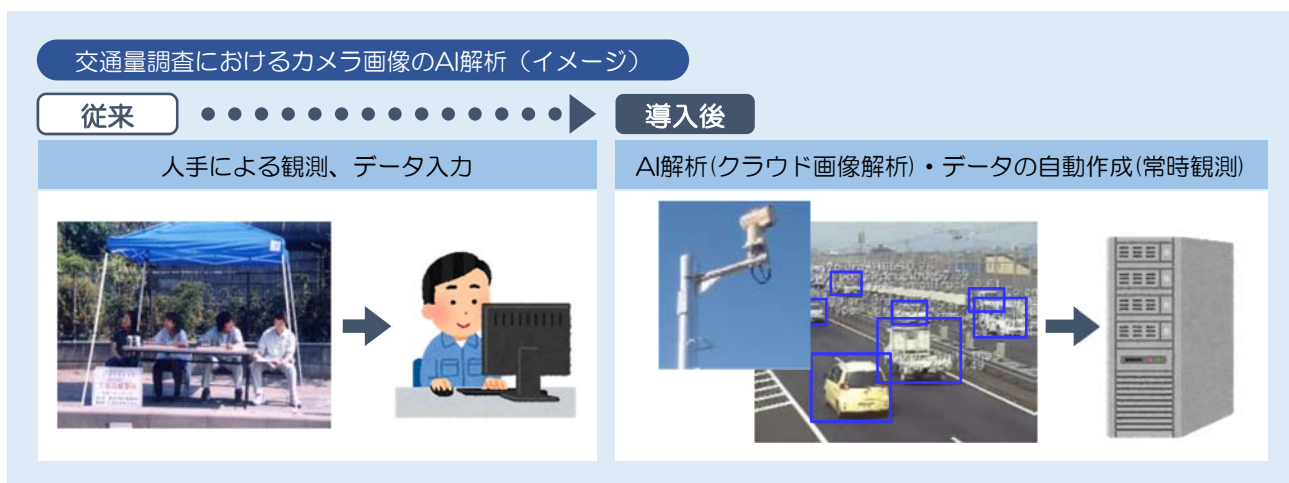 交通量調査におけるカメラ画像のAI解析（イメージ）
従来
導入後
人手による観測、データ入力
AI解析(クラウド画像解析)・データの自動作成(常時観測)